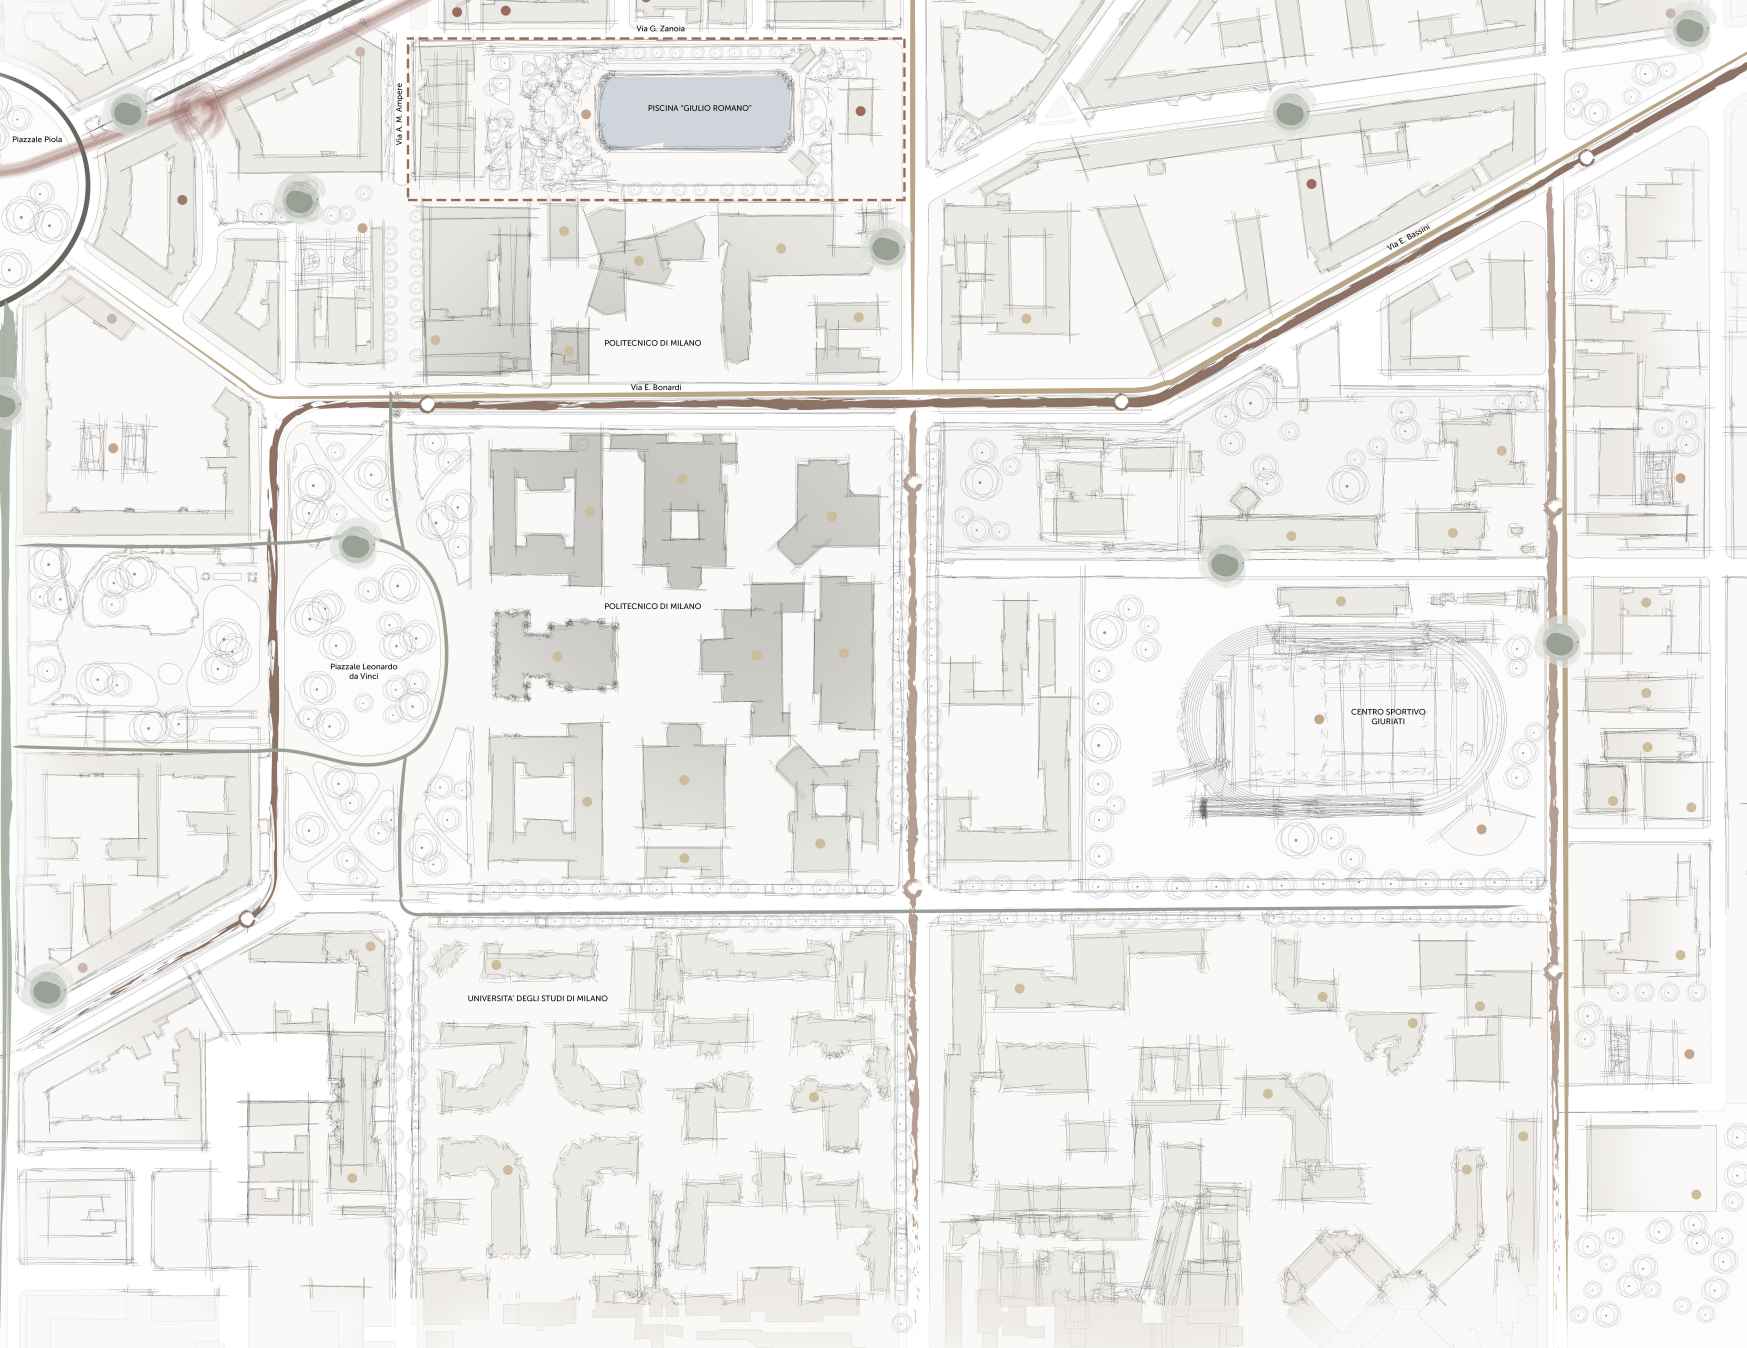 Via G. Zanoia
Via A. M. Ampere
PISCINA "GIULIO ROMANO"
Piazzale Piola
Via E. Bassini
POLITECNICO DI MILANO
Via E. Bonardi
POLITECNICO DI MILANO
Piazzale Leonardo
da Vinci
CENTRO SPORTIVO
GIURIATI
UNIVERSITA' DEGLI STUDI DI MILANO